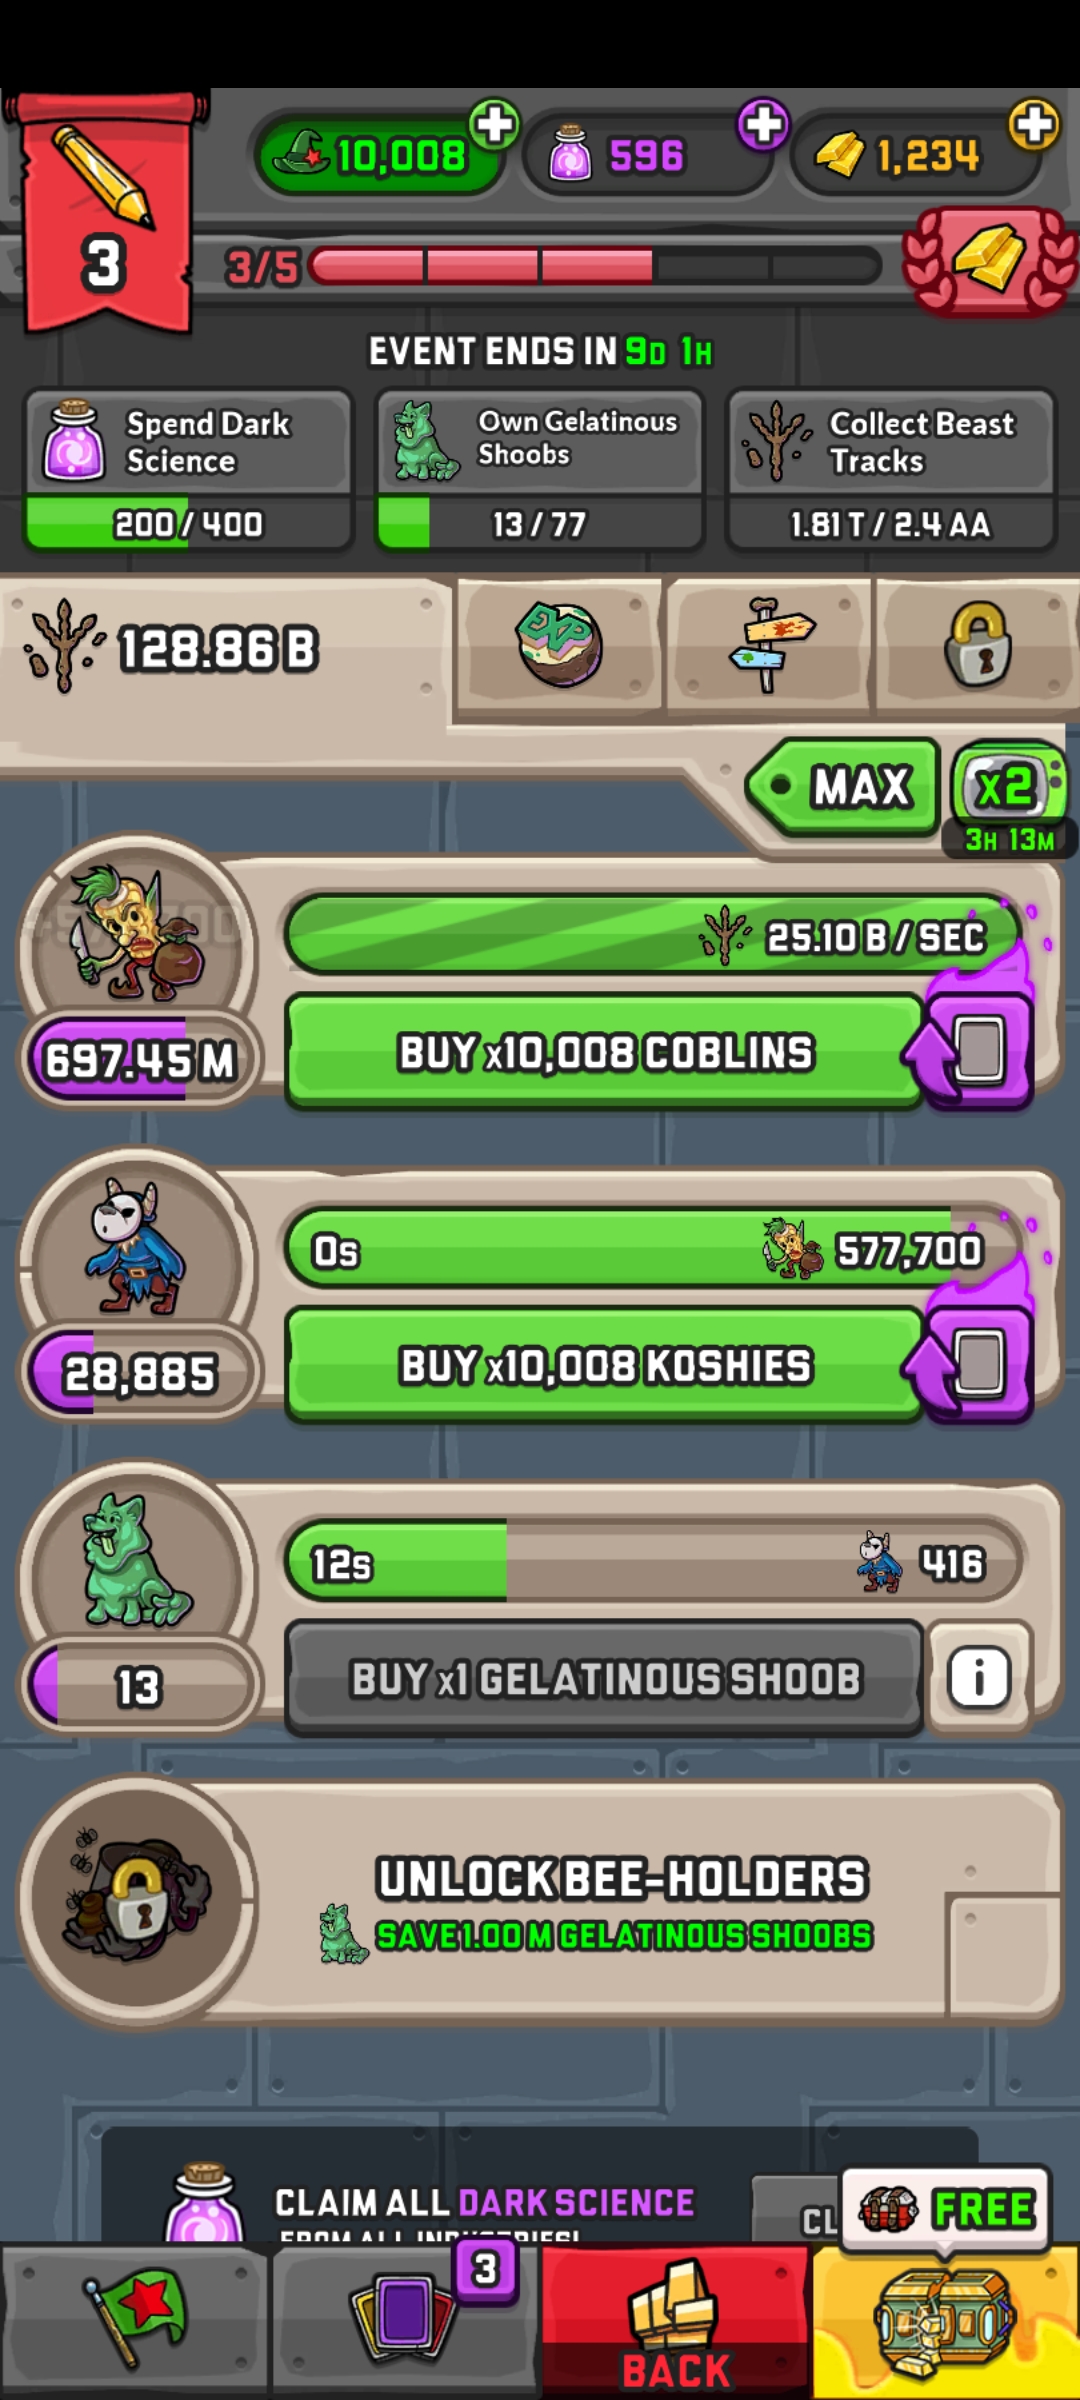 10,008
596
1,234
3
3/5
EVENT ENDS IN 9D 1H
Spend Dark
Science
200 / 400
Own Gelatinous
Shoobs
13 / 77
Collect Beast
Tracks
1.81 T / 2.4 AA
128.86 B
EXP
MAX
x2
3H 13M
25.10 B / SEC
BUY x10,008 COBLINS
697.45 M
0s
577,700
BUY x10,008 KOSHIES
28,885
12s
416
BUY x1 GELATINOUS SHOOB
i
13
UNLOCK BEE-HOLDERS
SAVE 1.00 M GELATINOUS SHOOBS
CLAIM ALL DARK SCIENCE
FROM ALL INDUSTRIES!
CL
FREE
3
BACK